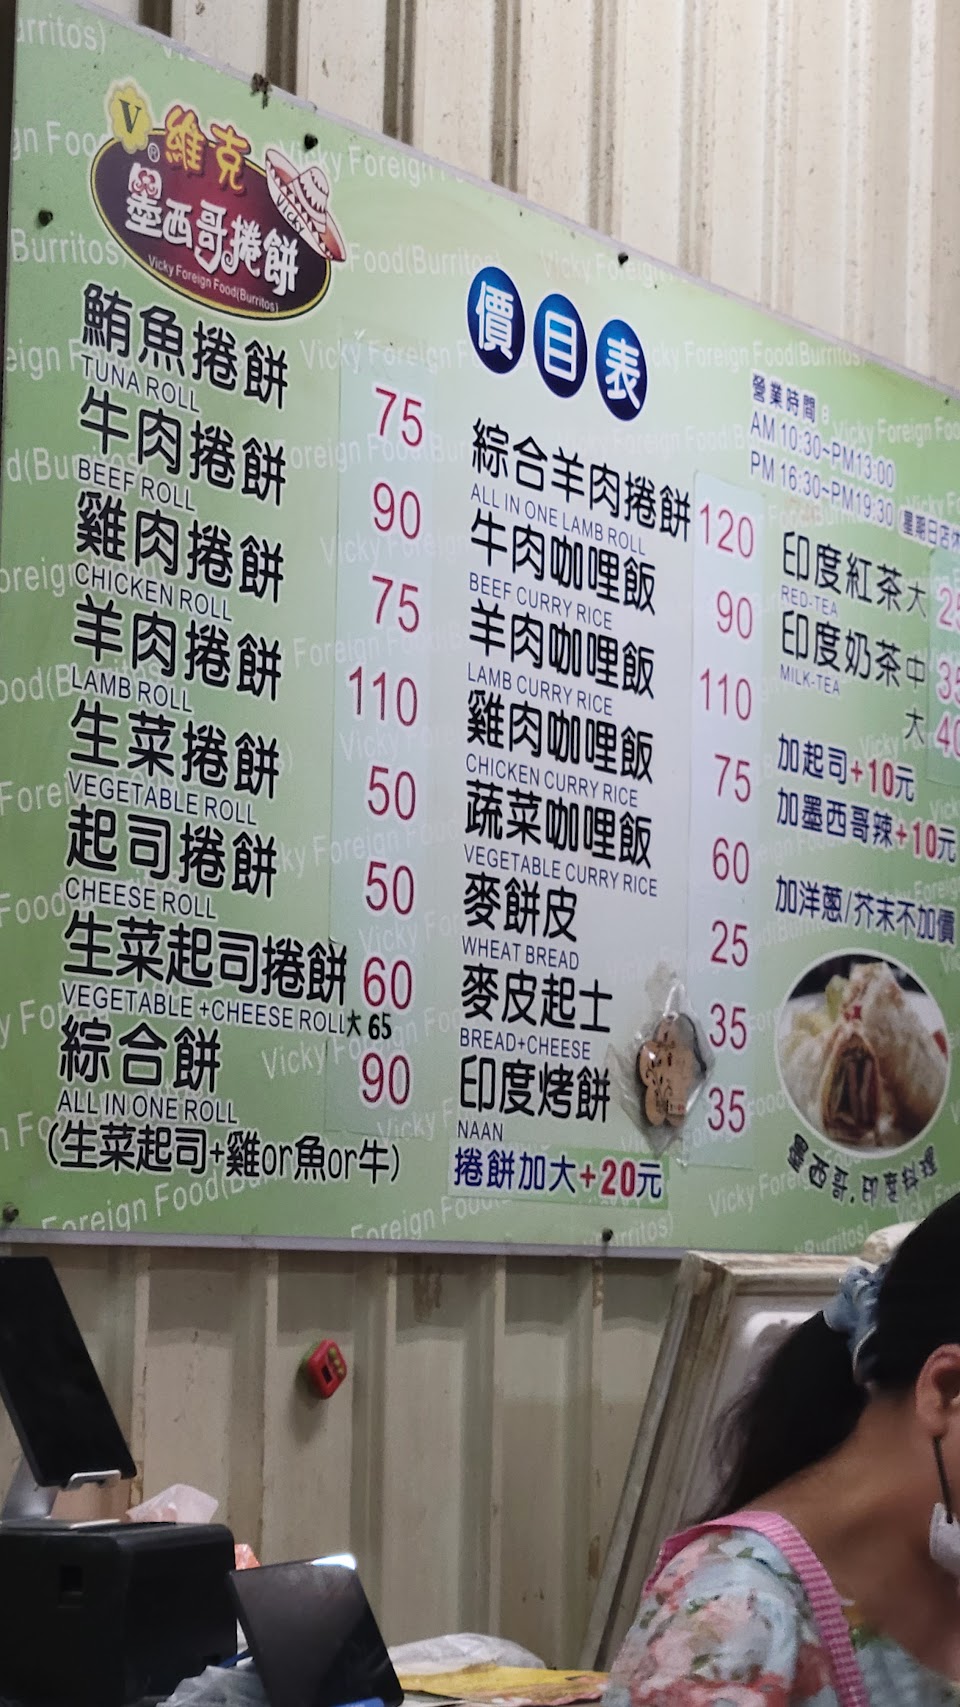 V
®
維克
墨西哥捲餅
VICKY
Vicky Foreign Food(Burritos)
價目表
鮪魚捲餅 75
TUNA ROLL
牛肉捲餅 90
BEEF ROLL
雞肉捲餅 75
CHICKEN ROLL
羊肉捲餅 110
LAMB ROLL
生菜捲餅 50
VEGETABLE ROLL
起司捲餅 50
CHEESE ROLL
生菜起司捲餅 60
VEGETABLE +CHEESE ROLL 大 65
綜合餅 90
ALL IN ONE ROLL
(生菜起司+雞or魚or牛)
綜合羊肉捲餅 120
ALL IN ONE LAMB ROLL
牛肉咖哩飯 90
BEEF CURRY RICE
羊肉咖哩飯 110
LAMB CURRY RICE
雞肉咖哩飯 75
CHICKEN CURRY RICE
蔬菜咖哩飯 60
VEGETABLE CURRY RICE
麥餅皮 25
WHEAT BREAD
麥皮起士 35
BREAD+CHEESE
印度烤餅 35
NAAN
捲餅加大+20元
營業時間：
AM 10:30~PM13:00
PM 16:30~PM19:30 (星期日店休
印度紅茶 大 25
RED-TEA
印度奶茶 中 35
MILK-TEA
大 40
加起司+10元
加墨西哥辣+10元
加洋蔥/芥末不加價
墨西哥.印度料理